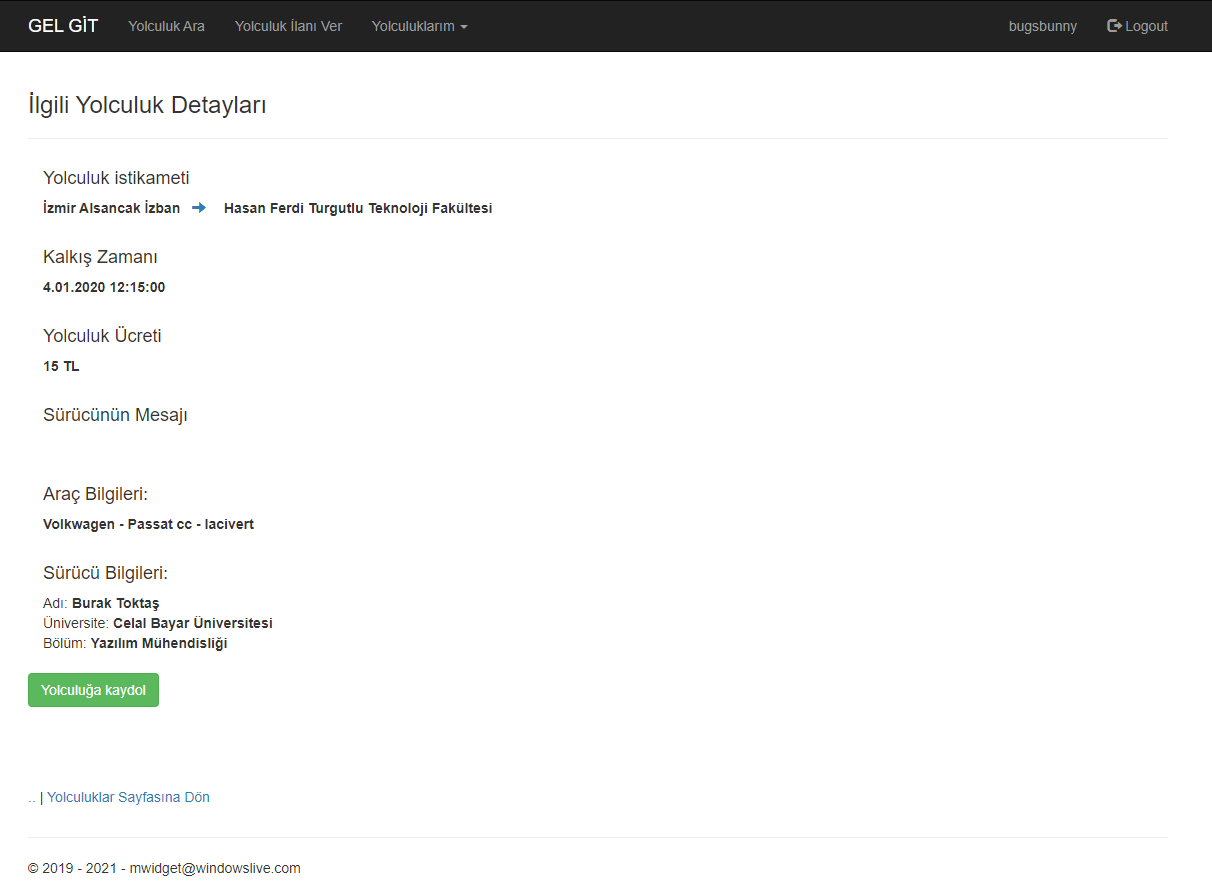 GEL GİT Yolculuk Ara Yolculuk İlanı Ver Yolculuklarım bugsbunny Logout
İlgili Yolculuk Detayları
Yolculuk istikameti
İzmir Alsancak İzban Hasan Ferdi Turgutlu Teknoloji Fakültesi
Kalkış Zamanı
4.01.2020 12:15:00
Yolculuk Ücreti
15 TL
Sürücünün Mesajı
Araç Bilgileri:
Volkwagen - Passat cc - lacivert
Sürücü Bilgileri:
Adı: Burak Toktaş
Üniversite: Celal Bayar Üniversitesi
Bölüm: Yazılım Mühendisliği
Yolculuğa kaydol
.. | Yolculuklar Sayfasına Dön
© 2019 - 2021 - mwidget@windowslive.com